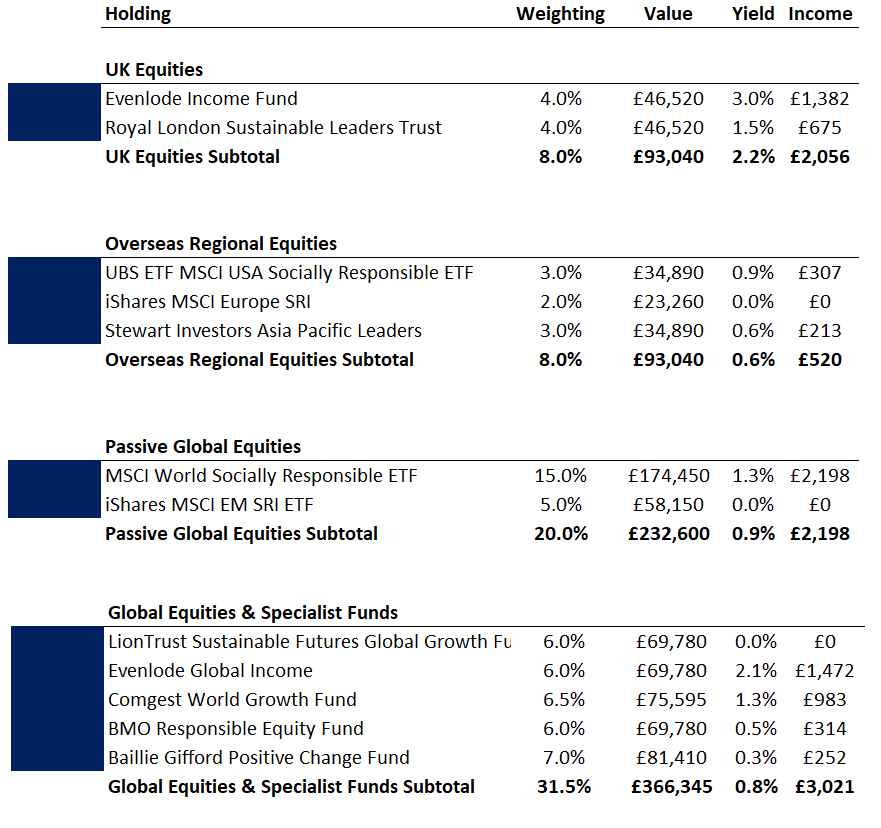 Holding Weighting Value Yield Income
UK Equities
Evenlode Income Fund 4.0% £46,520 3.0% £1,382
Royal London Sustainable Leaders Trust 4.0% £46,520 1.5% £675
UK Equities Subtotal 8.0% £93,040 2.2% £2,056
Overseas Regional Equities
UBS ETF MSCI USA Socially Responsible ETF 3.0% £34,890 0.9% £307
iShares MSCI Europe SRI 2.0% £23,260 0.0% £0
Stewart Investors Asia Pacific Leaders 3.0% £34,890 0.6% £213
Overseas Regional Equities Subtotal 8.0% £93,040 0.6% £520
Passive Global Equities
MSCI World Socially Responsible ETF 15.0% £174,450 1.3% £2,198
iShares MSCI EM SRI ETF 5.0% £58,150 0.0% £0
Passive Global Equities Subtotal 20.0% £232,600 0.9% £2,198
Global Equities & Specialist Funds
LionTrust Sustainable Futures Global Growth Fu 6.0% £69,780 0.0% £0
Evenlode Global Income 6.0% £69,780 2.1% £1,472
Comgest World Growth Fund 6.5% £75,595 1.3% £983
BMO Responsible Equity Fund 6.0% £69,780 0.5% £314
Baillie Gifford Positive Change Fund 7.0% £81,410 0.3% £252
Global Equities & Specialist Funds Subtotal 31.5% £366,345 0.8% £3,021